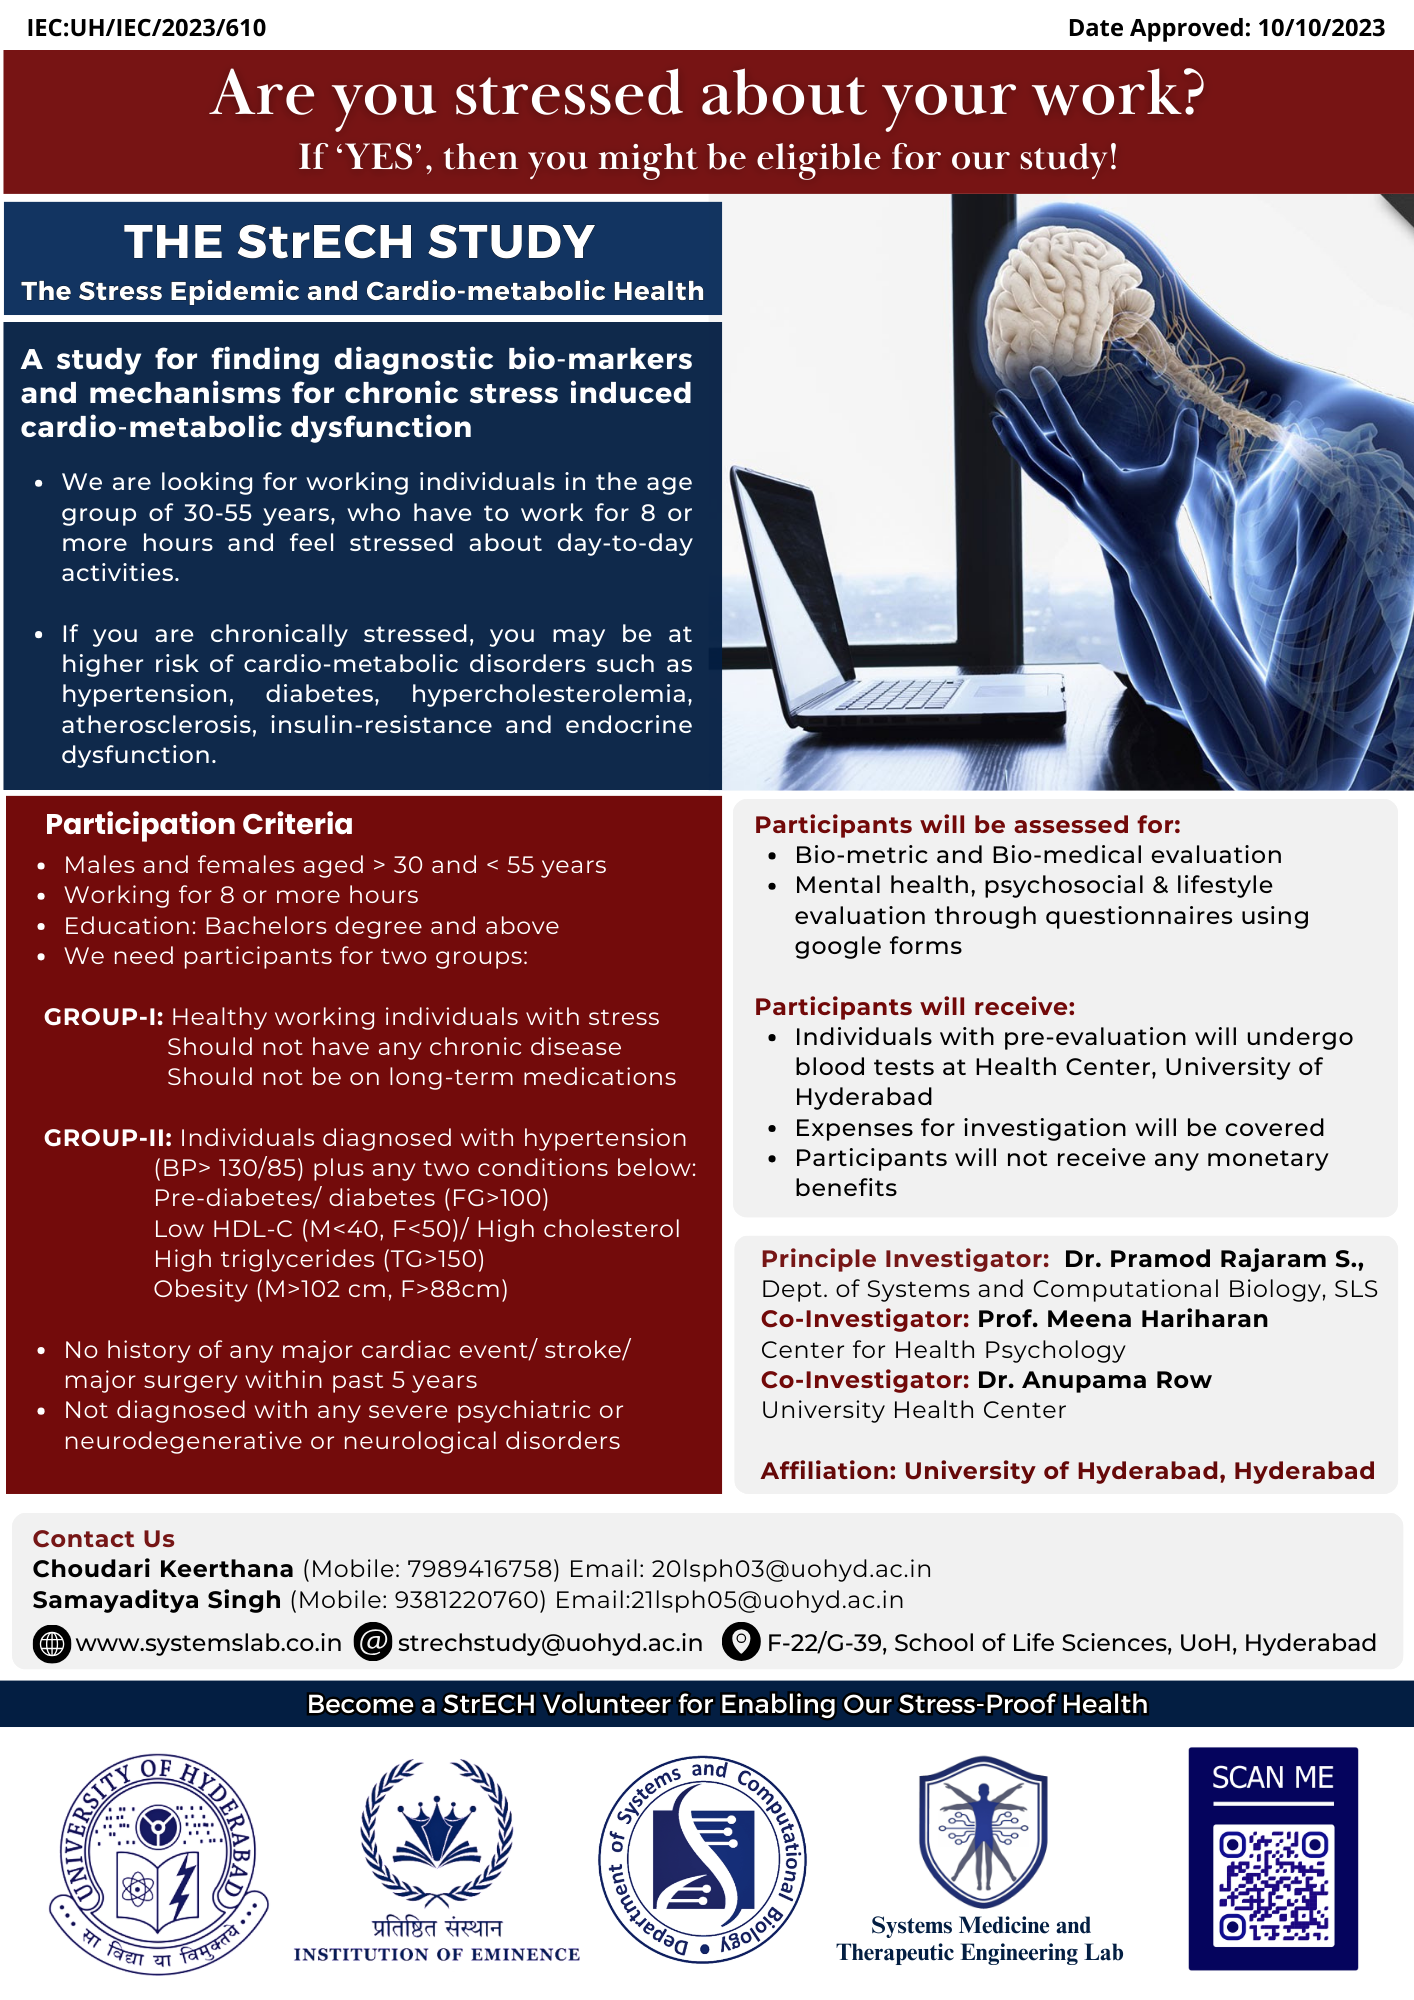 IEC:UH/IEC/2023/610
Date Approved: 10/10/2023
Are you stressed about your work?
If ‘YES’, then you might be eligible for our study!
THE StrECH STUDY
The Stress Epidemic and Cardio-metabolic Health
A study for finding diagnostic bio-markers
and mechanisms for chronic stress induced
cardio-metabolic dysfunction
• We are looking for working individuals in the age
group of 30-55 years, who have to work for 8 or
more hours and feel stressed about day-to-day
activities.
• If you are chronically stressed, you may be at
higher risk of cardio-metabolic disorders such as
hypertension, diabetes, hypercholesterolemia,
atherosclerosis, insulin-resistance and endocrine
dysfunction.
Participation Criteria
• Males and females aged > 30 and < 55 years
• Working for 8 or more hours
• Education: Bachelors degree and above
• We need participants for two groups:
GROUP-I: Healthy working individuals with stress
Should not have any chronic disease
Should not be on long-term medications
GROUP-II: Individuals diagnosed with hypertension
(BP> 130/85) plus any two conditions below:
Pre-diabetes/ diabetes (FG>100)
Low HDL-C (M<40, F<50)/ High cholesterol
High triglycerides (TG>150)
Obesity (M>102 cm, F>88cm)
• No history of any major cardiac event/ stroke/
major surgery within past 5 years
• Not diagnosed with any severe psychiatric or
neurodegenerative or neurological disorders
Participants will be assessed for:
• Bio-metric and Bio-medical evaluation
• Mental health, psychosocial & lifestyle
evaluation through questionnaires using
google forms
Participants will receive:
• Individuals with pre-evaluation will undergo
blood tests at Health Center, University of
Hyderabad
• Expenses for investigation will be covered
• Participants will not receive any monetary
benefits
Principle Investigator: Dr. Pramod Rajaram S.,
Dept. of Systems and Computational Biology, SLS
Co-Investigator: Prof. Meena Hariharan
Center for Health Psychology
Co-Investigator: Dr. Anupama Row
University Health Center
Affiliation: University of Hyderabad, Hyderabad
Contact Us
Choudari Keerthana (Mobile: 7989416758) Email: 20lsph03@uohyd.ac.in
Samayaditya Singh (Mobile: 9381220760) Email:21lsph05@uohyd.ac.in
www.systemslab.co.in
strechstudy@uohyd.ac.in
F-22/G-39, School of Life Sciences, UoH, Hyderabad
Become a StrECH Volunteer for Enabling Our Stress-Proof Health
UNIVERSITY OF HYDERABAD
सा विद्या या विमुक्तये
प्रतिष्ठित संस्थान
INSTITUTION OF EMINENCE
Department of Systems and Computational Biology
Systems Medicine and
Therapeutic Engineering Lab
SCAN ME